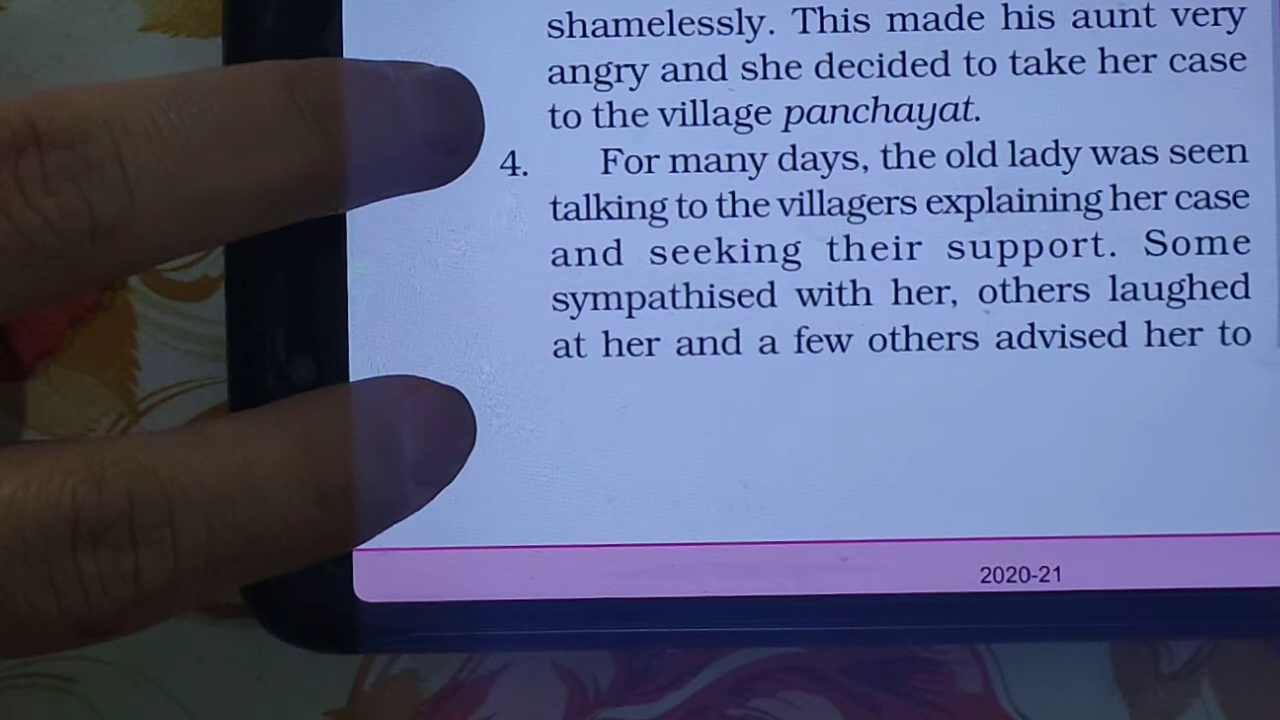 shamelessly. This made his aunt very
angry and she decided to take her case
to the village panchayat.
4. For many days, the old lady was seen
talking to the villagers explaining her case
and seeking their support. Some
sympathised with her, others laughed
at her and a few others advised her to
2020-21